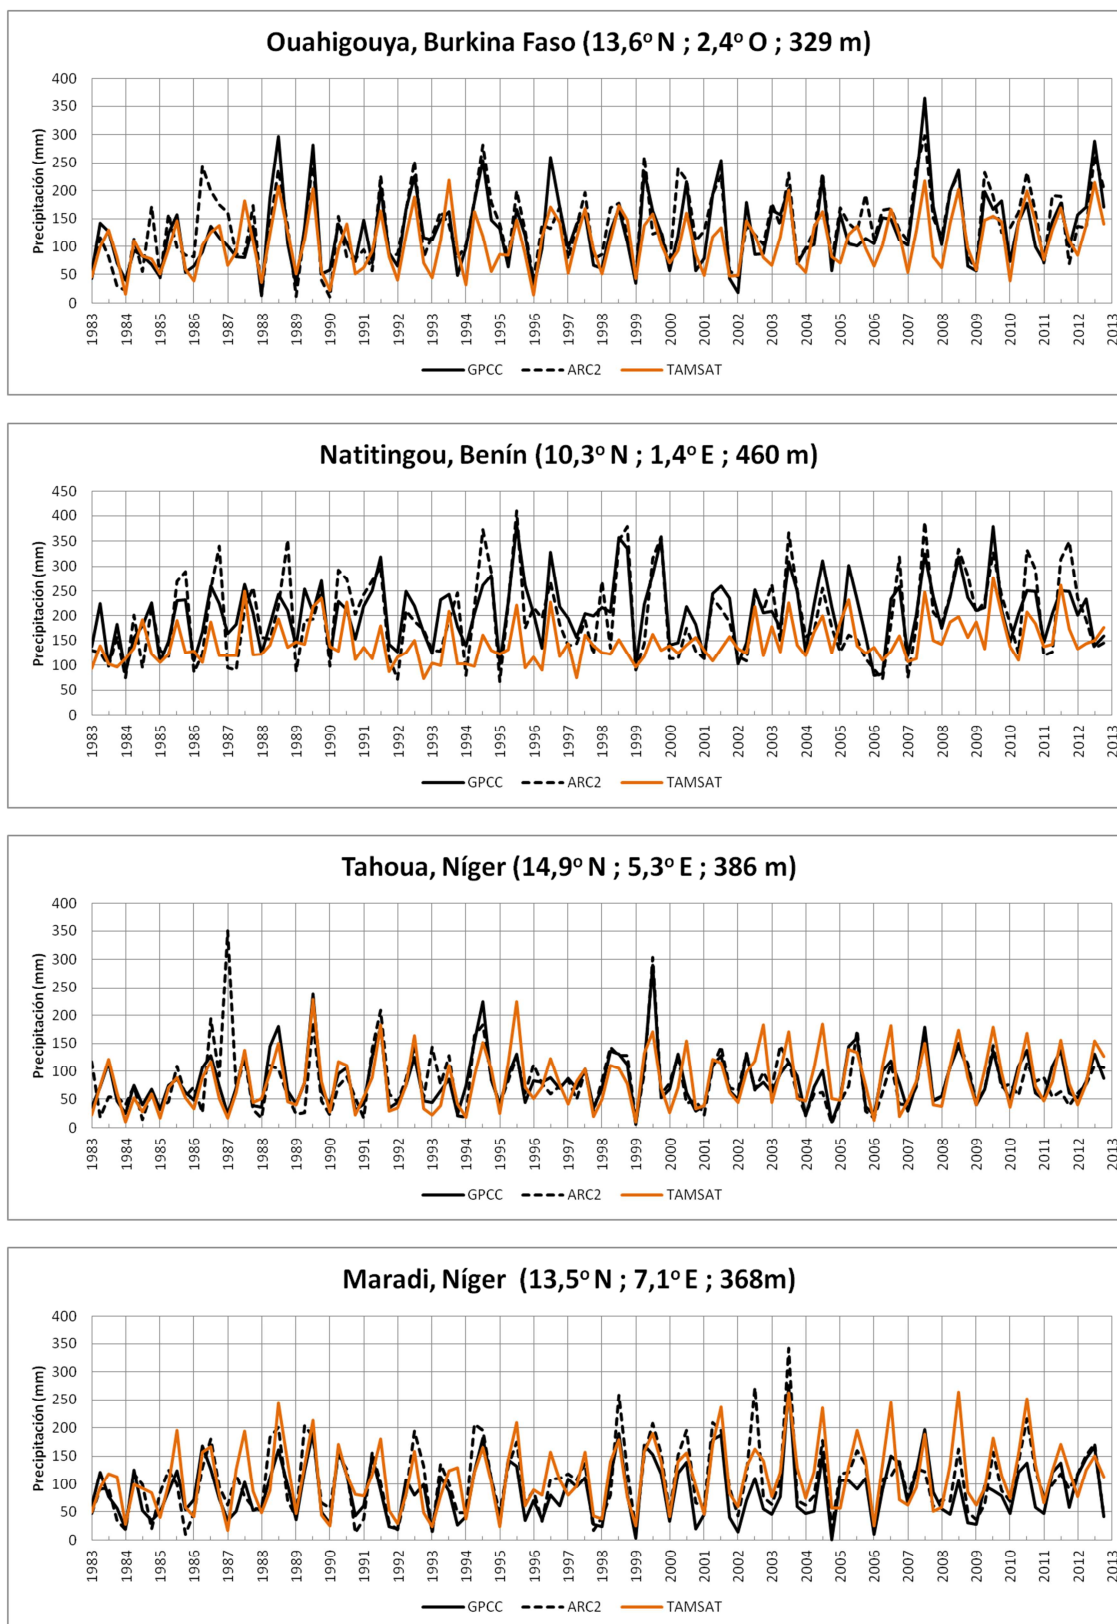 Ouahigouya, Burkina Faso (13,6º N ; 2,4º O ; 329 m)
Precipitación (mm)
400
350
300
250
200
150
100
50
0
1983 1984 1985 1986 1987 1988 1989 1990 1991 1992 1993 1994 1995 1996 1997 1998 1999 2000 2001 2002 2003 2004 2005 2006 2007 2008 2009 2010 2011 2012 2013
GPCC ARC2 TAMSAT
Natitingou, Benín (10,3º N ; 1,4º E ; 460 m)
Precipitación (mm)
450
400
350
300
250
200
150
100
50
0
1983 1984 1985 1986 1987 1988 1989 1990 1991 1992 1993 1994 1995 1996 1997 1998 1999 2000 2001 2002 2003 2004 2005 2006 2007 2008 2009 2010 2011 2012 2013
GPCC ARC2 TAMSAT
Tahoua, Níger (14,9º N ; 5,3º E ; 386 m)
Precipitación (mm)
400
350
300
250
200
150
100
50
0
1983 1984 1985 1986 1987 1988 1989 1990 1991 1992 1993 1994 1995 1996 1997 1998 1999 2000 2001 2002 2003 2004 2005 2006 2007 2008 2009 2010 2011 2012 2013
GPCC ARC2 TAMSAT
Maradi, Níger (13,5º N ; 7,1º E ; 368m)
Precipitación (mm)
400
350
300
250
200
150
100
50
0
1983 1984 1985 1986 1987 1988 1989 1990 1991 1992 1993 1994 1995 1996 1997 1998 1999 2000 2001 2002 2003 2004 2005 2006 2007 2008 2009 2010 2011 2012 2013
GPCC ARC2 TAMSAT